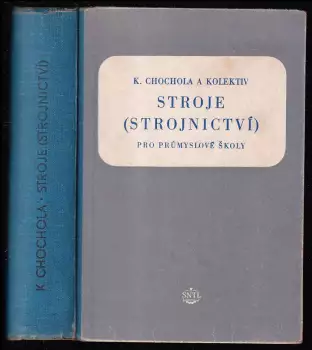 K CHOCHOLA · STROJE (STROJNICTVÍ)
K. CHOCHOLA A KOLEKTIV
STROJE
(STROJNICTVÍ)
PRO PRŮMYSLOVÉ ŠKOLY
SNTL